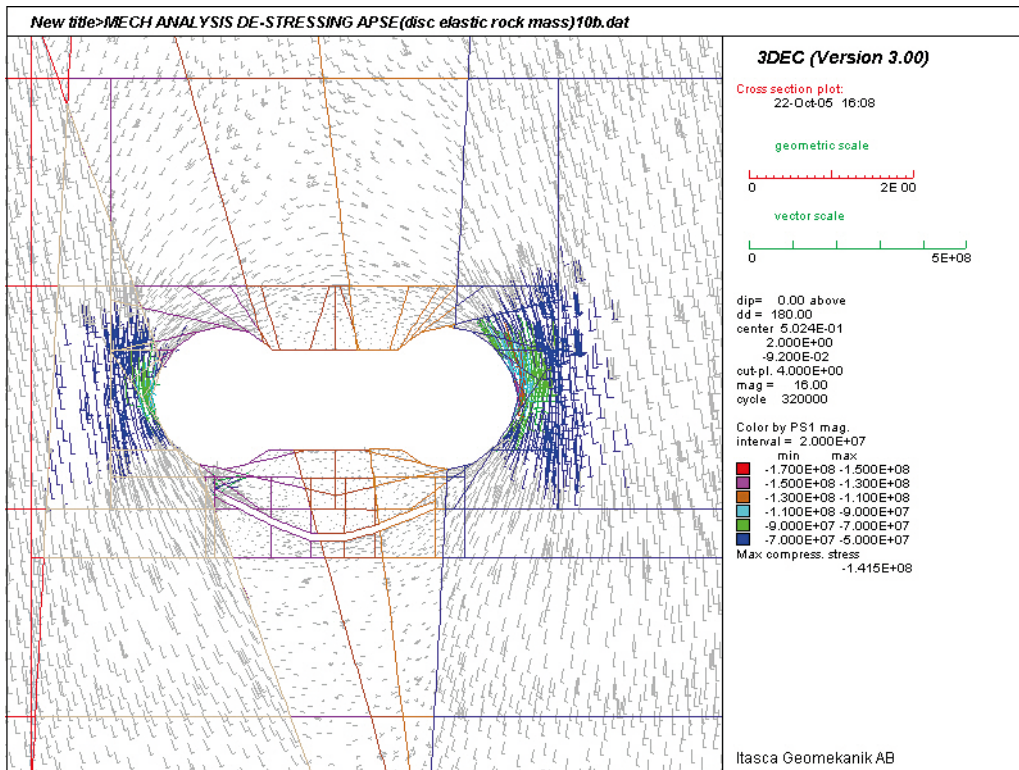 New title>MECH ANALYSIS DE-STRESSING APSE(disc elastic rock mass)10b.dat
3DEC (Version 3.00)
Cross section plot:
22-Oct-05 16:08
geometric scale
0 2E 00
vector scale
0 5E+08
dip= 0.00 above
dd = 180.00
center 5.024E-01
2.000E+00
-9.200E-02
cut-pl. 4.000E+00
mag = 16.00
cycle 320000
Color by PS1 mag.
interval = 2.000E+07
min max
-1.700E+08 -1.500E+08
-1.500E+08 -1.300E+08
-1.300E+08 -1.100E+08
-1.100E+08 -9.000E+07
-9.000E+07 -7.000E+07
-7.000E+07 -5.000E+07
Max compress. stress
-1.415E+08
Itasca Geomekanik AB